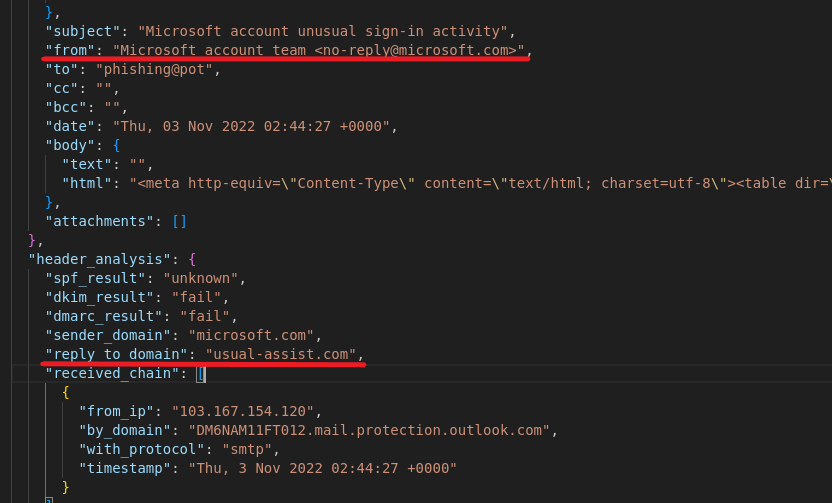 },
"subject": "Microsoft account unusual sign-in activity",
"from": "Microsoft account team <no-reply@microsoft.com>",
"to": "phishing@pot",
"cc": "",
"bcc": "",
"date": "Thu, 03 Nov 2022 02:44:27 +0000",
"body": {
"text": "",
"html": "<meta http-equiv=\"Content-Type\" content=\"text/html; charset=utf-8\"><table dir=\
},
"attachments": []
},
"header_analysis": {
"spf_result": "unknown",
"dkim_result": "fail",
"dmarc_result": "fail",
"sender_domain": "microsoft.com",
"reply_to_domain": "usual-assist.com",
"received_chain": [
{
"from_ip": "103.167.154.120",
"by_domain": "DM6NAM11FT012.mail.protection.outlook.com",
"with_protocol": "smtp",
"timestamp": "Thu, 3 Nov 2022 02:44:27 +0000"
}
]